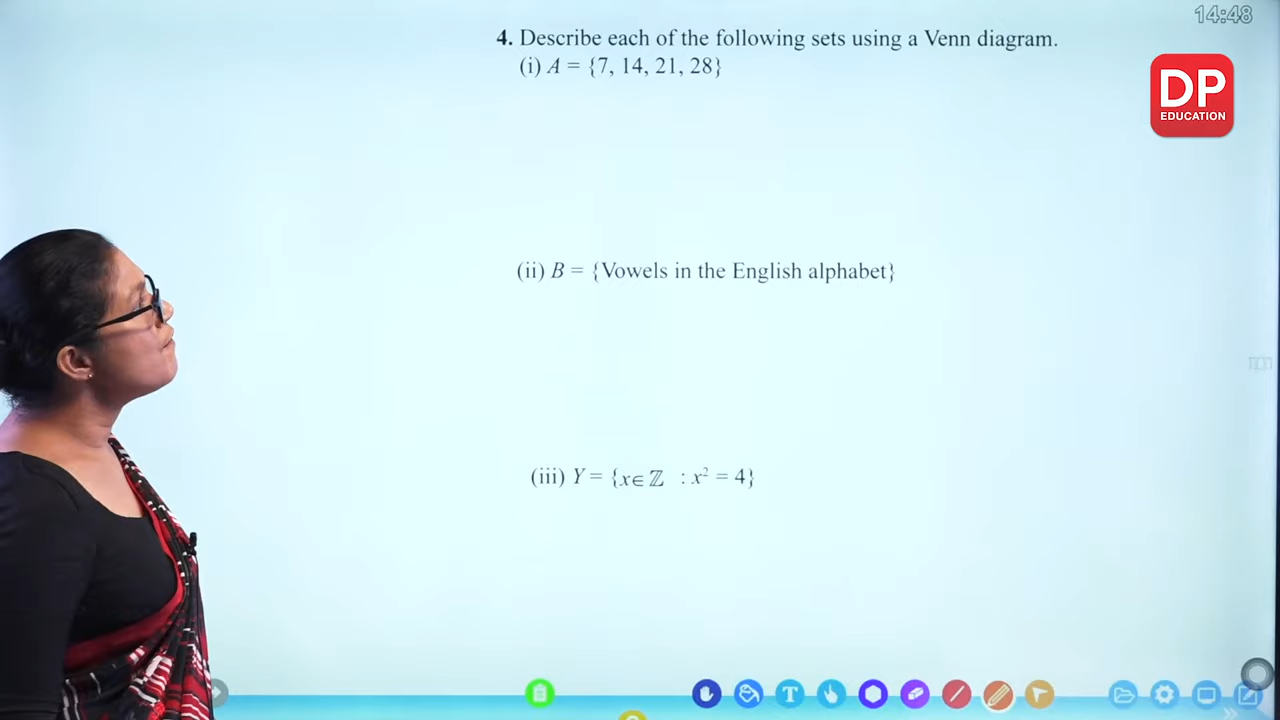 14:48
4. Describe each of the following sets using a Venn diagram.
(i) A = {7, 14, 21, 28}
DP
EDUCATION
(ii) B = {Vowels in the English alphabet}
(iii) Y = {x∈ ℤ : x² = 4}
T